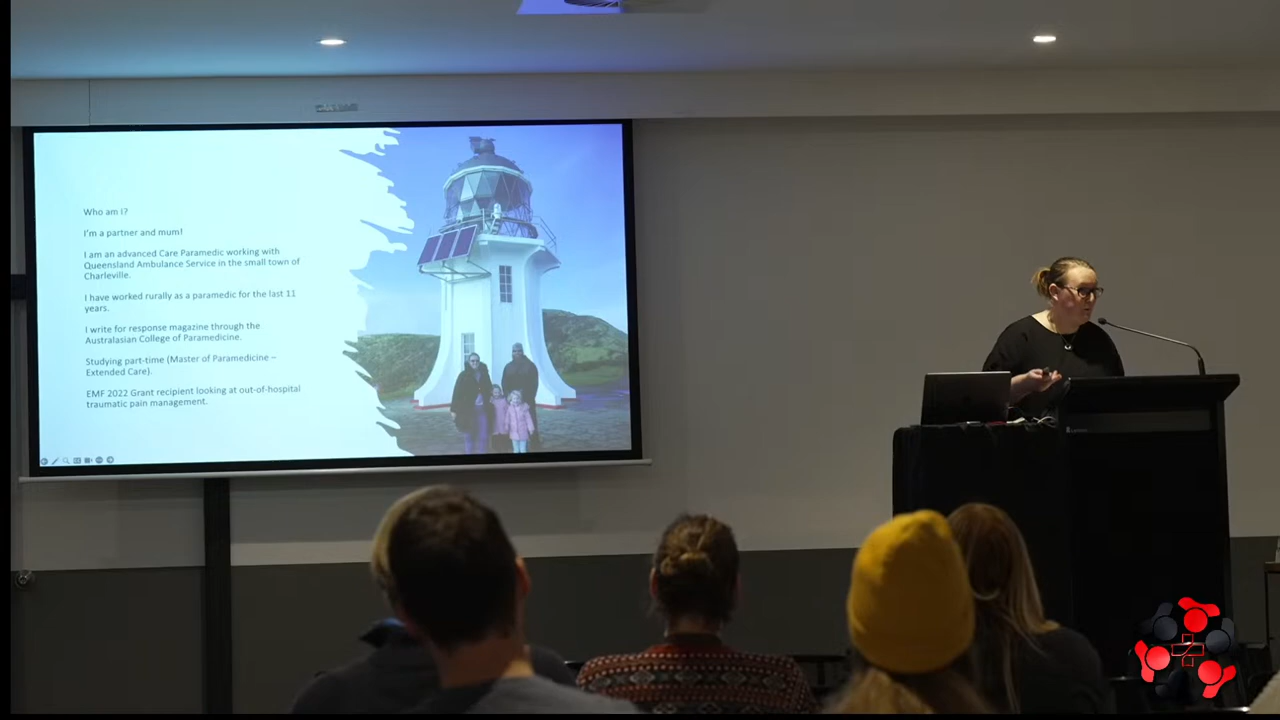 Who am I?
I'm a partner and mum!
I am an advanced Care Paramedic working with
Queensland Ambulance Service in the small town of
Charleville.
I have worked rurally as a paramedic for the last 11
years.
I write for response magazine through the
Australasian College of Paramedicine.
Studying part-time (Master of Paramedicine –
Extended Care).
EMF 2022 Grant recipient looking at out-of-hospital
traumatic pain management.